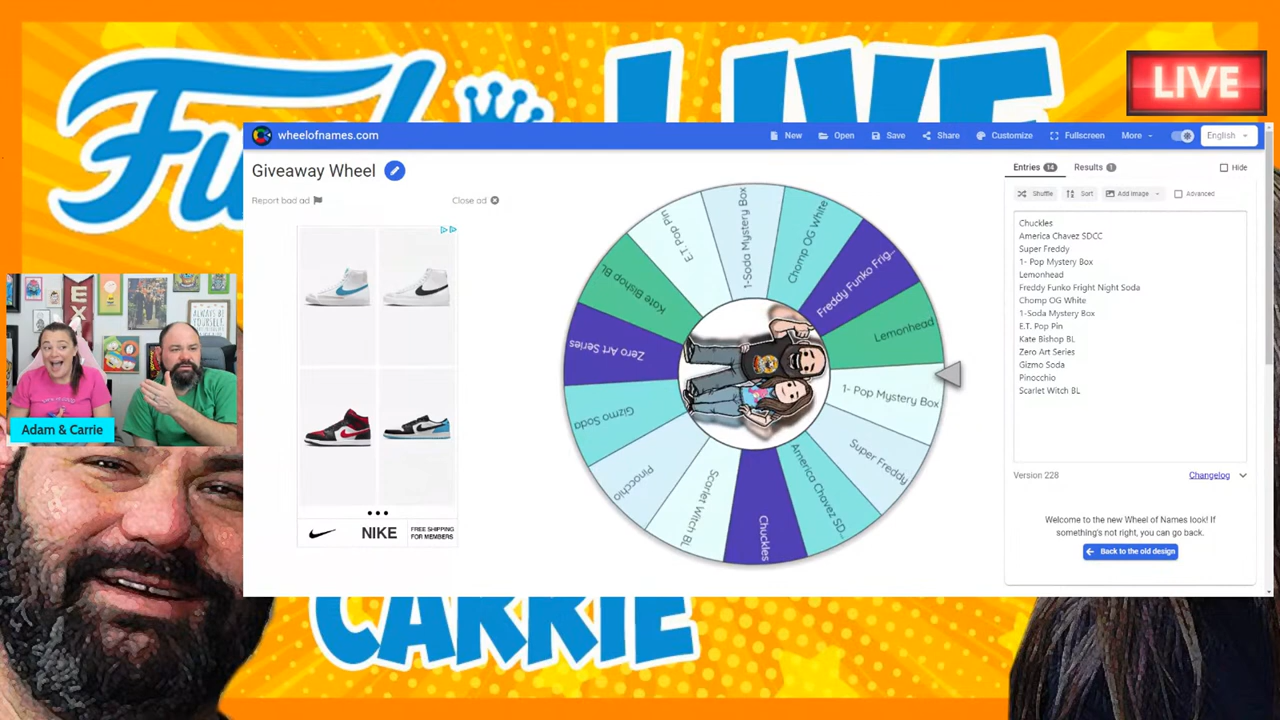 LIVE
LIVE
wheelofnames.com
New
Open
Save
Share
Customize
Fullscreen
More
English
Giveaway Wheel
Report bad ad
Close ad
NIKE
FREE SHIPPING
FOR MEMBERS
1-Soda Mystery Box
Chomp OG White
Freddy Funko Frig...
Lemonhead
1- Pop Mystery Box
Super Freddy
America Chavez SD...
Chuckles
Scarlet Witch BL
Pinocchio
Gizmo Soda
Zero Art Series
Kate Bishop BL
E.T. Pop Pin
Entries 14
Results 1
Hide
Shuffle
Sort
Add image
Advanced
Chuckles
America Chavez SDCC
Super Freddy
1- Pop Mystery Box
Lemonhead
Freddy Funko Fright Night Soda
Chomp OG White
1-Soda Mystery Box
E.T. Pop Pin
Kate Bishop BL
Zero Art Series
Gizmo Soda
Pinocchio
Scarlet Witch BL
Version 228
Changelog
Welcome to the new Wheel of Names look! If
something's not right, you can go back.
Back to the old design
Adam & Carrie
CARRIE